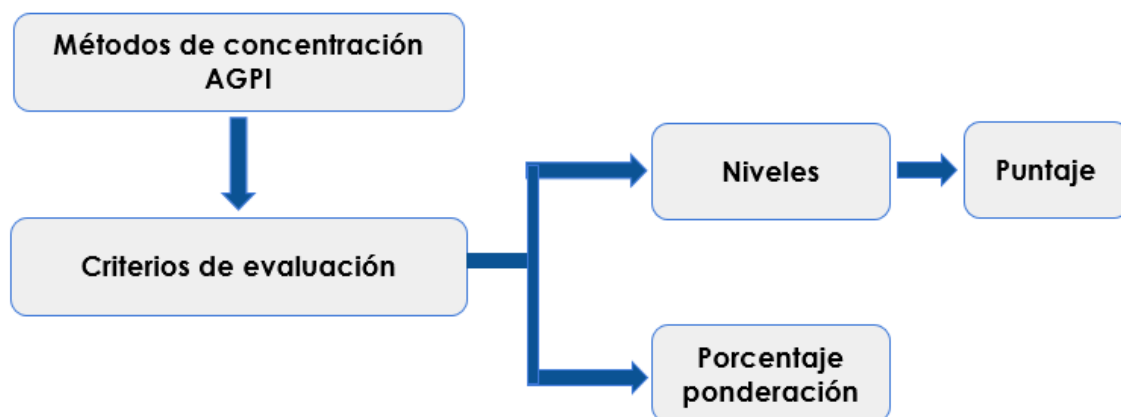 Métodos de concentración
AGPI
Criterios de evaluación
Niveles
Puntaje
Porcentaje
ponderación